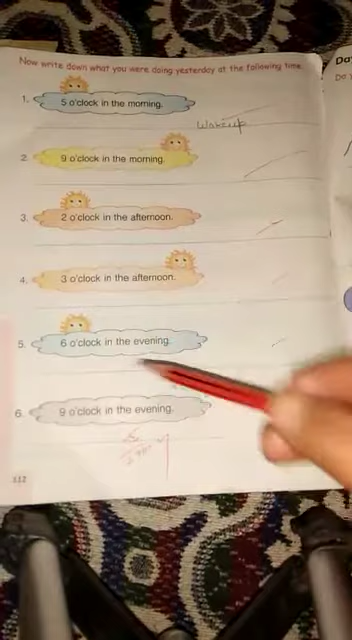 Now write down what you were doing yesterday at the following time.
Da
Do
1. 5 o'clock in the morning.
Wakeup
2. 9 o'clock in the morning.
3. 2 o'clock in the afternoon.
4. 3 o'clock in the afternoon.
5. 6 o'clock in the evening.
6. 9 o'clock in the evening.
112